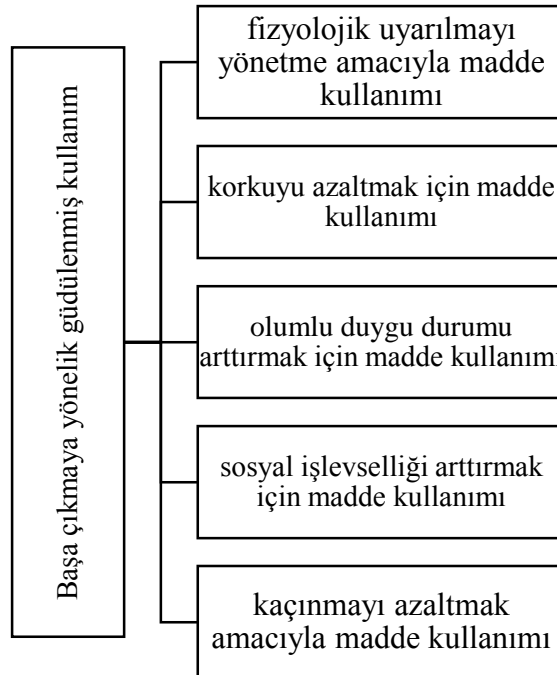 Başa çıkmaya yönelik güdülenmiş kullanım
fizyolojik uyarılmayı
yönetme amacıyla madde
kullanımı
korkuyu azaltmak için madde
kullanımı
olumlu duygu durumu
arttırmak için madde kullanımı
sosyal işlevselliği arttırmak
için madde kullanımı
kaçınmayı azaltmak
amacıyla madde kullanımı